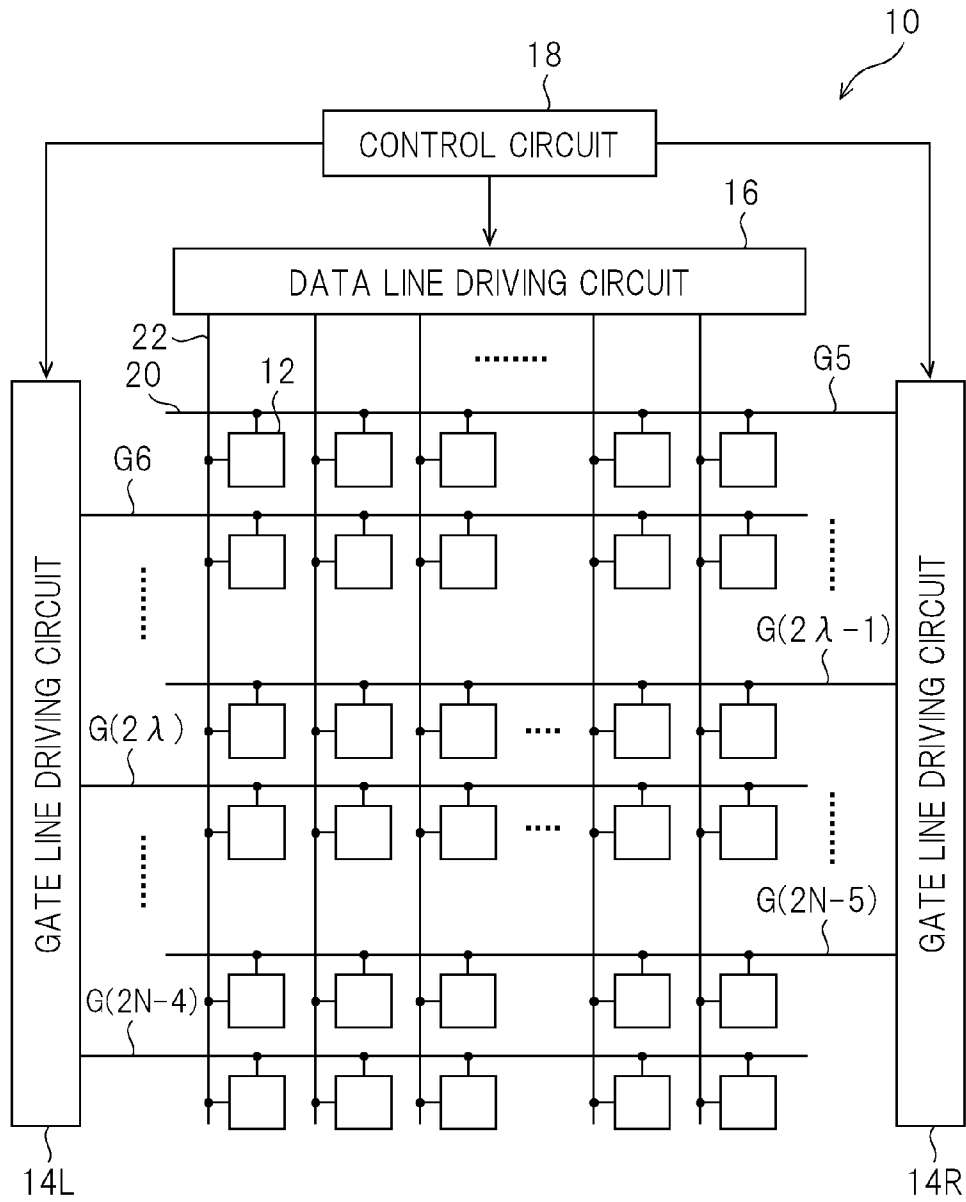 10
18
CONTROL CIRCUIT
16
DATA LINE DRIVING CIRCUIT
22
20
12
G5
G6
GATE LINE DRIVING CIRCUIT
GATE LINE DRIVING CIRCUIT
G(2λ-1)
G(2λ)
G(2N-5)
G(2N-4)
14L
14R